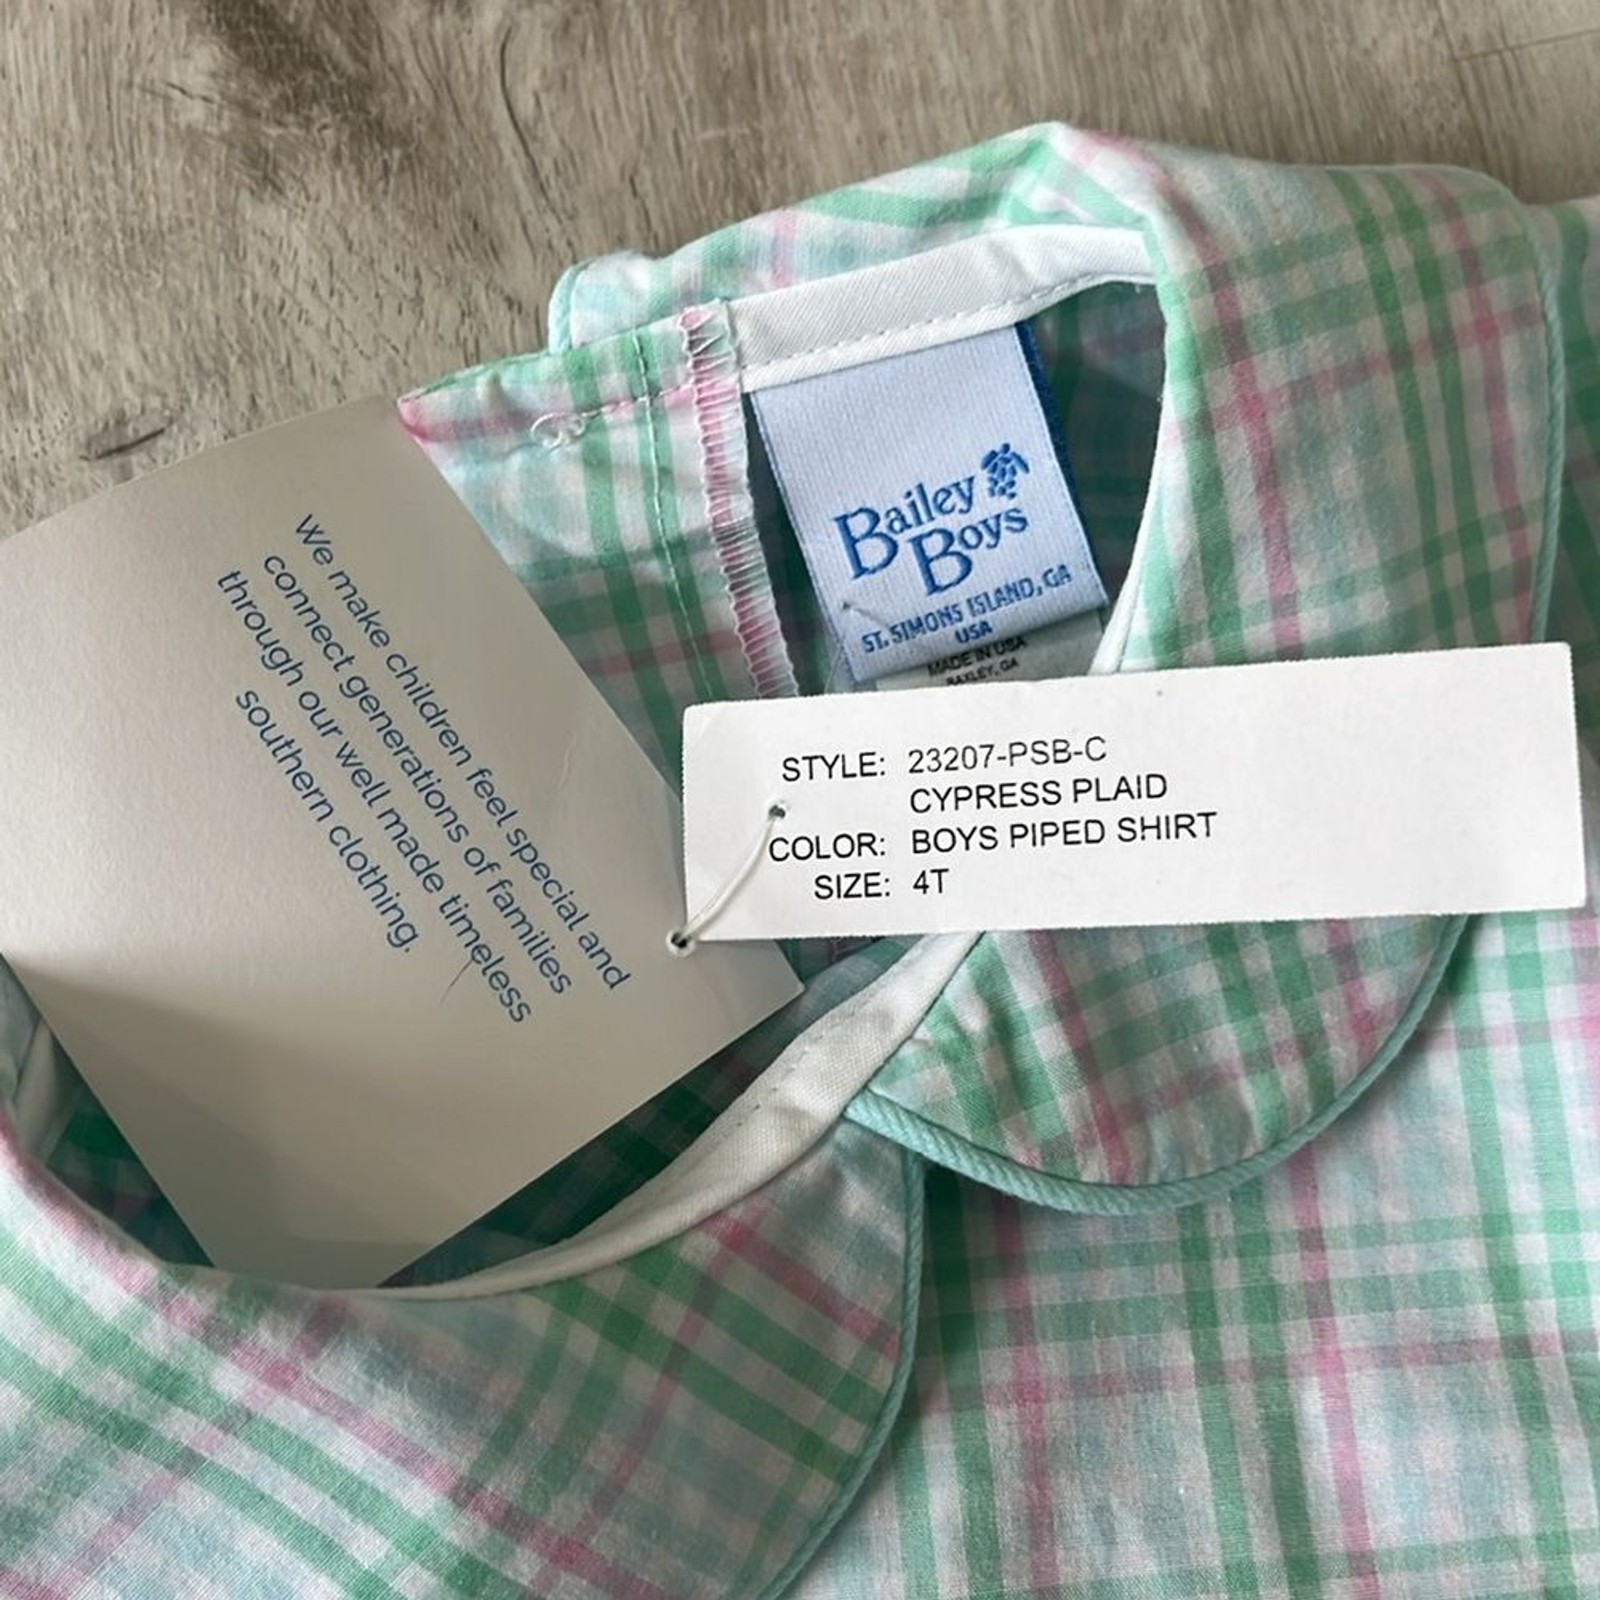 We make children feel special and
connect generations of families
through our well made timeless
southern clothing.
Bailey
Boys
ST. SIMONS ISLAND, GA
USA
MADE IN USA
BAXLEY, GA
STYLE: 23207-PSB-C
CYPRESS PLAID
COLOR: BOYS PIPED SHIRT
SIZE: 4T